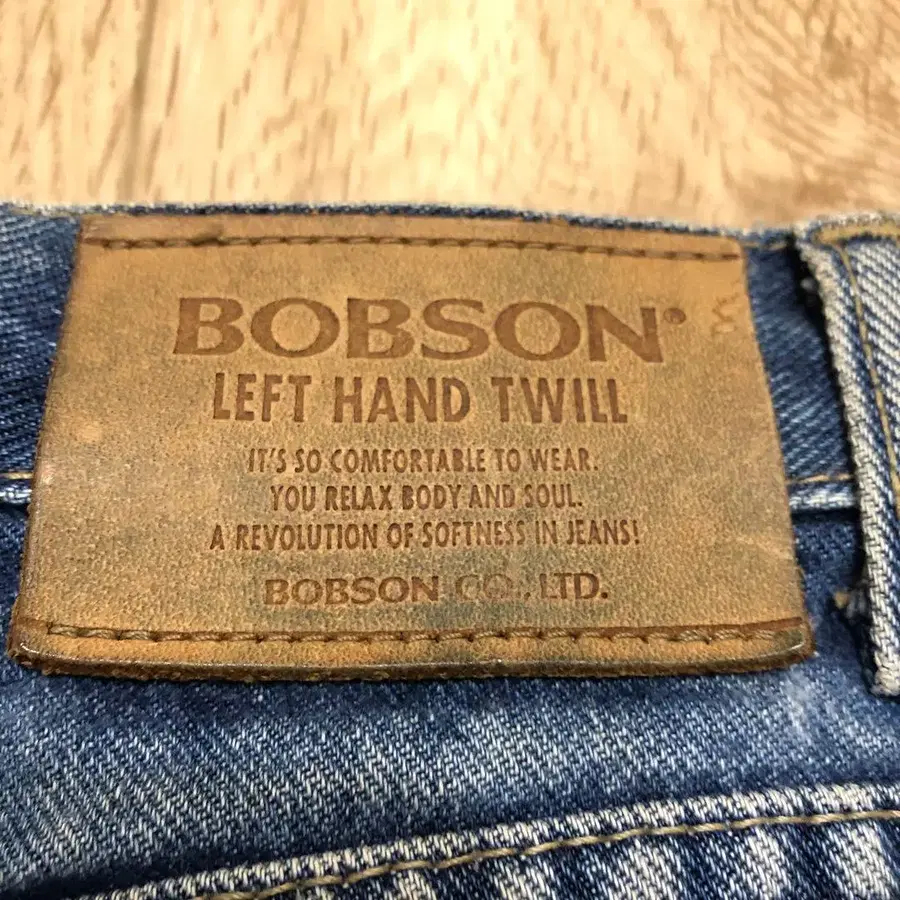 BOBSON®
LEFT HAND TWILL
IT'S SO COMFORTABLE TO WEAR.
YOU RELAX BODY AND SOUL.
A REVOLUTION OF SOFTNESS IN JEANS!
BOBSON CO., LTD.